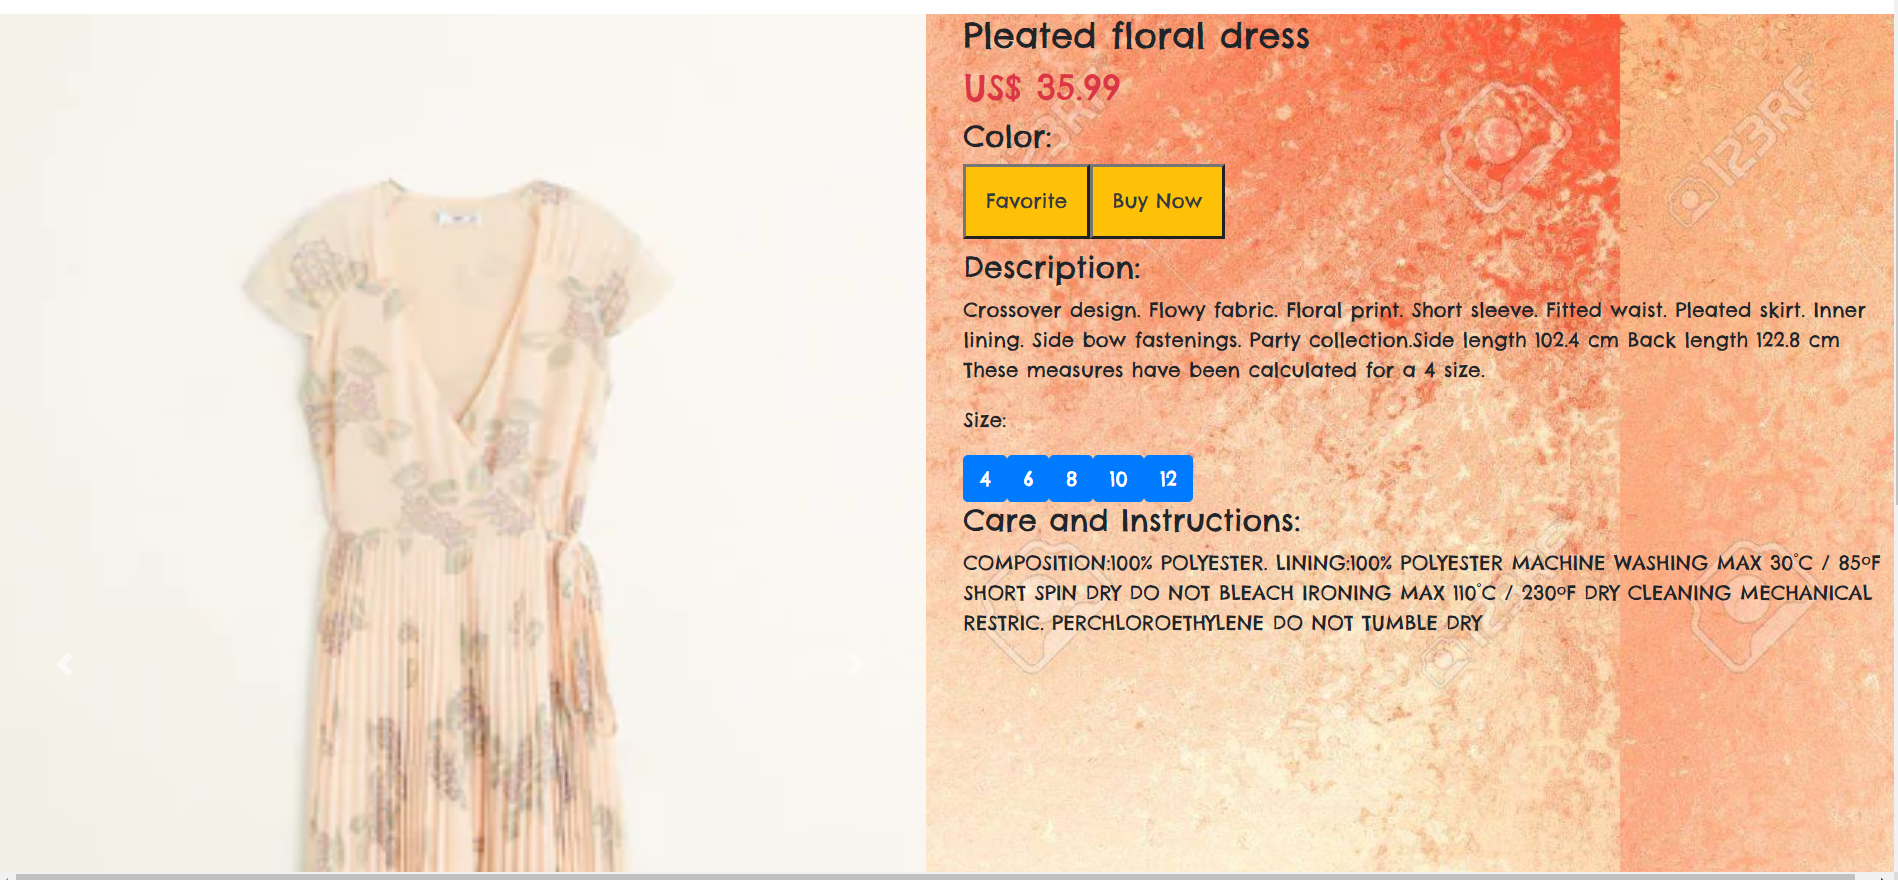 Pleated floral dress
US$ 35.99
Color:
Favorite Buy Now
Description:
Crossover design. Flowy fabric. Floral print. Short sleeve. Fitted waist. Pleated skirt. Inner
lining. Side bow fastenings. Party collection.Side length 102.4 cm Back length 122.8 cm
These measures have been calculated for a 4 size.
Size:
4 6 8 10 12
Care and Instructions:
COMPOSITION:100% POLYESTER. LINING:100% POLYESTER MACHINE WASHING MAX 30°C / 85ºF
SHORT SPIN DRY DO NOT BLEACH IRONING MAX 110°C / 230ºF DRY CLEANING MECHANICAL
RESTRIC. PERCHLOROETHYLENE DO NOT TUMBLE DRY
123RF
123RF
123RF